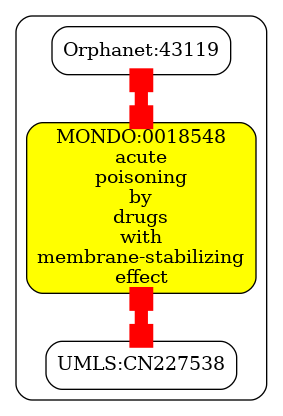 Orphanet:43119
MONDO:0018548
acute
poisoning
by
drugs
with
membrane-stabilizing
effect
UMLS:CN227538